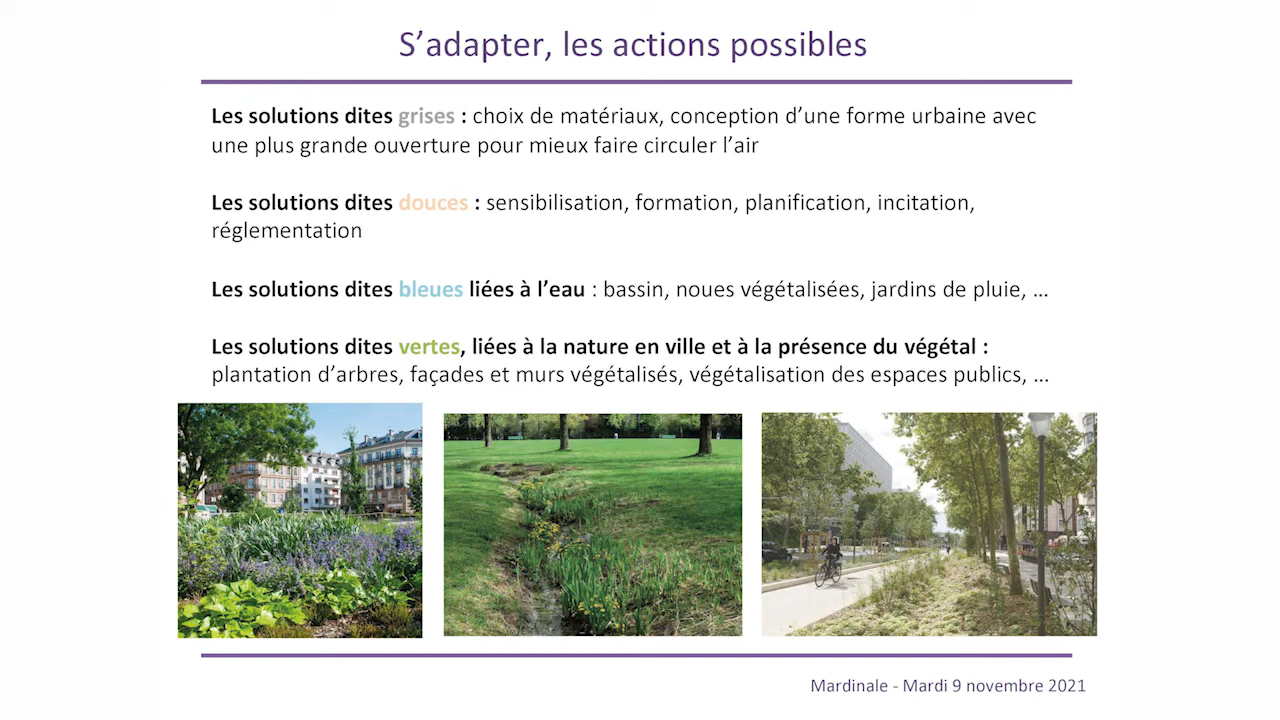 S’adapter, les actions possibles
Les solutions dites grises : choix de matériaux, conception d’une forme urbaine avec
une plus grande ouverture pour mieux faire circuler l’air
Les solutions dites douces : sensibilisation, formation, planification, incitation,
réglementation
Les solutions dites bleues liées à l’eau : bassin, noues végétalisées, jardins de pluie, ...
Les solutions dites vertes, liées à la nature en ville et à la présence du végétal :
plantation d’arbres, façades et murs végétalisés, végétalisation des espaces publics, ...
Mardinale - Mardi 9 novembre 2021